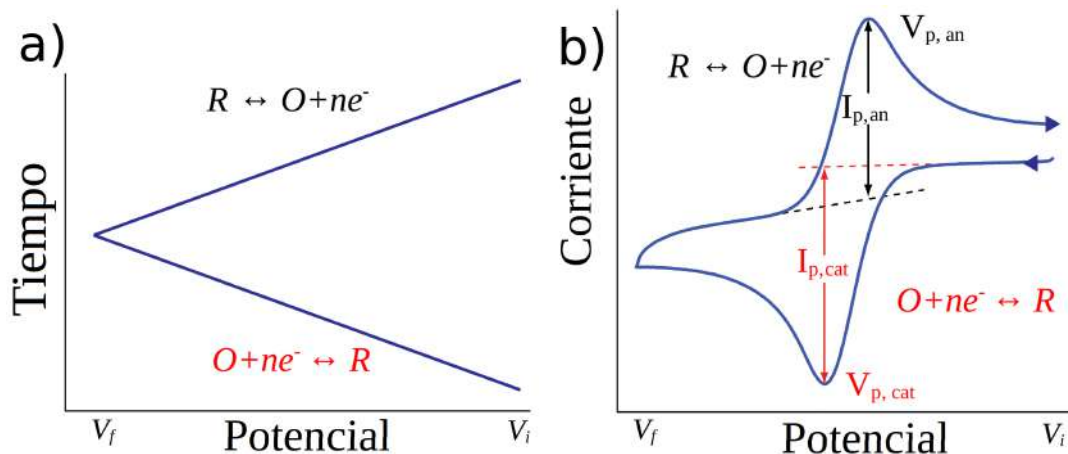 a)
R ↔ O+ne⁻
Tiempo
O+ne⁻ ↔ R
V_f
Potencial
V_i
b)
V_p, an
R ↔ O+ne⁻
I_p,an
Corriente
I_p,cat
O+ne⁻ ↔ R
V_p, cat
V_f
Potencial
V_i